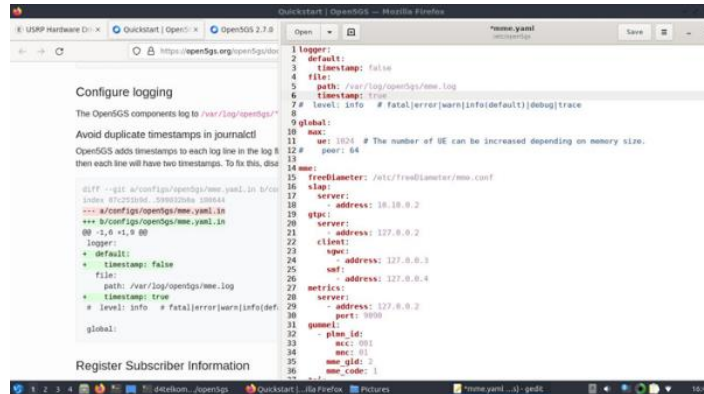 Quickstart | Open5GS — Mozilla Firefox
USRP Hardware Dri
Quickstart | Open5
Open5GS 2.7.0
https://open5gs.org/open5gs/doc
Configure logging
The Open5GS components log to /var/log/open5gs/*
Avoid duplicate timestamps in journalctl
Open5GS adds timestamps to each log line in the log fi
then each line will have two timestamps. To fix this, disa
diff --git a/configs/open5gs/mme.yaml.in b/co
--- a/configs/open5gs/mme.yaml.in
+++ b/configs/open5gs/mme.yaml.in
@@ -1,6 +1,9 @@
logger:
+ default:
+ timestamp: false
file:
path: /var/log/open5gs/mme.log
+ timestamp: true
# level: info # fatal|error|warn|info(def
global:
Register Subscriber Information
Open
*mme.yaml
/etc/open5gs
Save
1 logger:
2 default:
3 timestamp: false
4 file:
5 path: /var/log/open5gs/mme.log
6 timestamp: true
7 # level: info # fatal|error|warn|info(default)|debug|trace
8
9 global:
10 max:
11 ue: 1024 # The number of UE can be increased depending on memory size.
12 # peer: 64
13
14 mme:
15 freeDiameter: /etc/freeDiameter/mme.conf
16 s1ap:
17 server:
18 - address: 10.10.0.2
19 gtpc:
20 server:
21 - address: 127.0.0.2
22 client:
23 sgwc:
24 - address: 127.0.0.3
25 smf:
26 - address: 127.0.0.4
27 metrics:
28 server:
29 - address: 127.0.0.2
30 port: 9090
31 gummei:
32 - plmn_id:
33 mcc: 001
34 mnc: 01
35 mme_gid: 2
36 mme_code: 1
1 2 3 4
d4telkom.../open5gs
Quickstart |...illa Firefox
Pictures
*mme.yaml ...s) - gedit